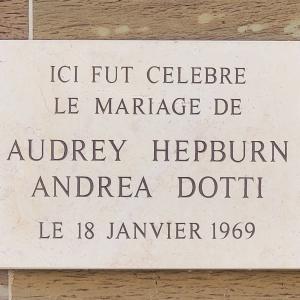 ICI FUT CELEBRE
LE MARIAGE DE
AUDREY HEPBURN
ANDREA DOTTI
LE 18 JANVIER 1969